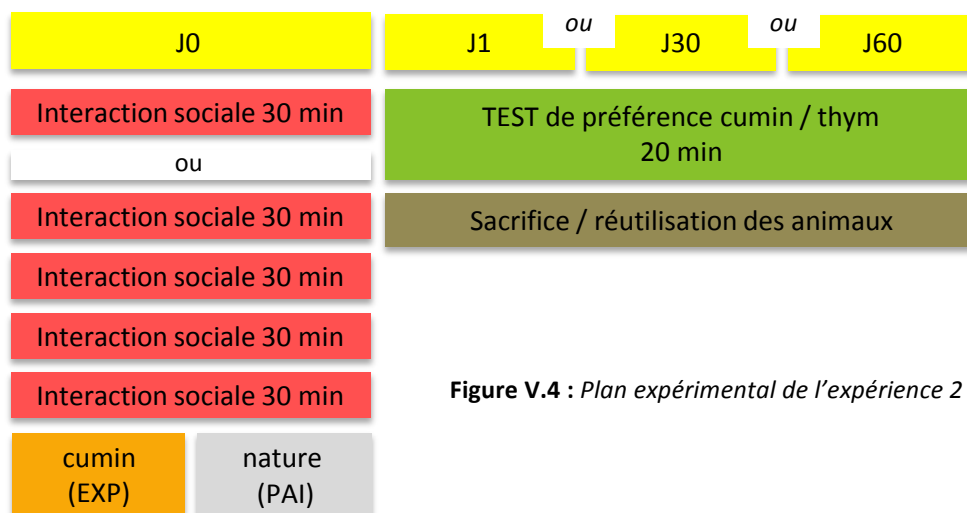 J0
J1
ou
J30
ou
J60
Interaction sociale 30 min
ou
Interaction sociale 30 min
Interaction sociale 30 min
Interaction sociale 30 min
Interaction sociale 30 min
cumin
(EXP)
nature
(PAI)
TEST de préférence cumin / thym
20 min
Sacrifice / réutilisation des animaux
Figure V.4 : Plan expérimental de l’expérience 2